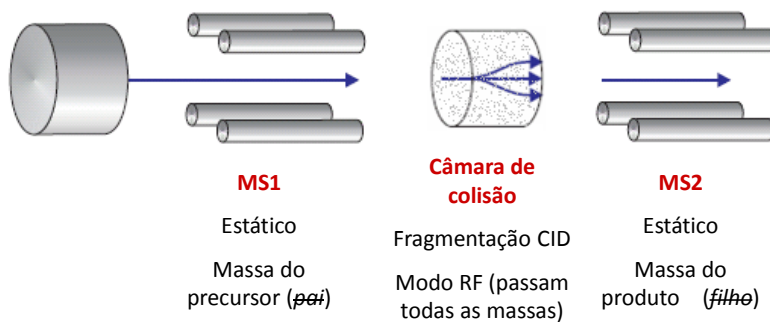 MS1
Estático
Massa do
precursor (pai)
Câmara de
colisão
Fragmentação CID
Modo RF (passam
todas as massas)
MS2
Estático
Massa do
produto (filho)